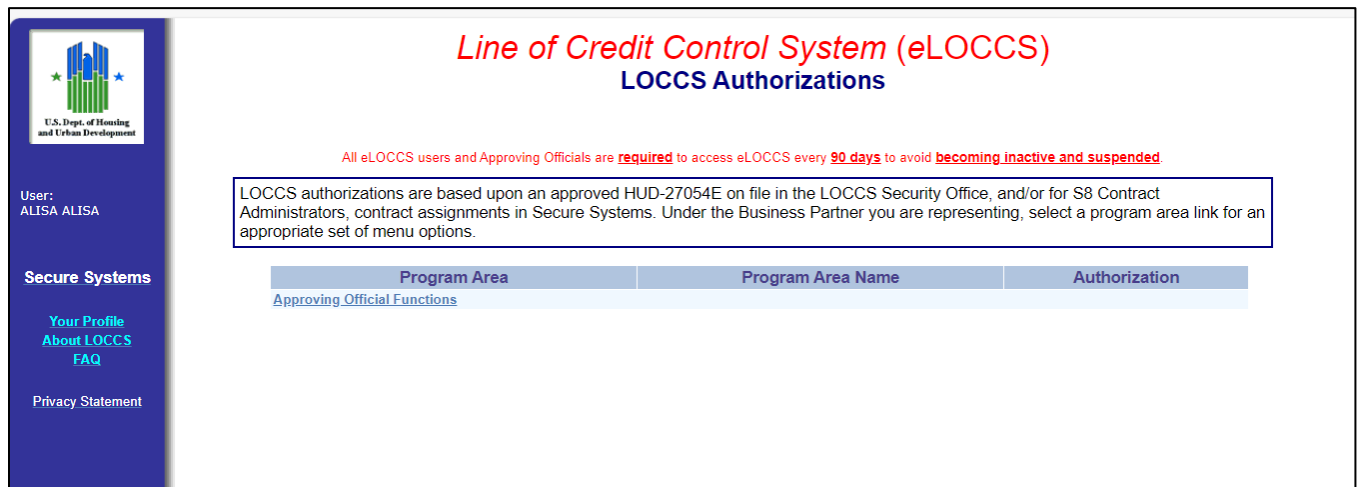 Line of Credit Control System (eLOCCS)
LOCCS Authorizations
U.S. Dept. of Housing
and Urban Development
All eLOCCS users and Approving Officials are required to access eLOCCS every 90 days to avoid becoming inactive and suspended.
User:
ALISA ALISA
LOCCS authorizations are based upon an approved HUD-27054E on file in the LOCCS Security Office, and/or for S8 Contract
Administrators, contract assignments in Secure Systems. Under the Business Partner you are representing, select a program area link for an
appropriate set of menu options.
Secure Systems
Program Area Program Area Name Authorization
Approving Official Functions
Your Profile
About LOCCS
FAQ
Privacy Statement